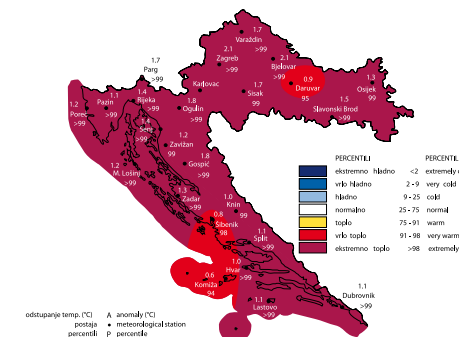 1.7
Varaždin
>99
2.1
Zagreb
>99
2.1
Bjelovar
>99
1.7
Parg
>99
0.9
Daruvar
95
1.3
Osijek
>99
Karlovac
1.7
Sisak
99
1.5
Slavonski Brod
>99
1.1
Pazin
>99
1.4
Rijeka
>99
1.2
Poreč
>99
1.8
Ogulin
>99
1.4
Senj
>99
1.2
Zavižan
99
1.8
Gospić
>99
1.2
M. Lošinj
>99
1.3
Zadar
>99
1.0
Knin
99
0.8
Šibenik
98
1.1
Split
>99
1.0
Hvar
>99
0.6
Komiža
94
1.1
Lastovo
>99
1.1
Dubrovnik
>99
PERCENTILI PERCENTIL
ekstremno hladno <2 extremely
vrlo hladno 2 - 9 very cold
hladno 9 - 25 cold
normalno 25 - 75 normal
toplo 75 - 91 warm
vrlo toplo 91 - 98 very warm
ekstremno toplo >98 extremely
odstupanje temp. (°C) A anomaly (°C)
postaja • meteorological station
percentili P percentile